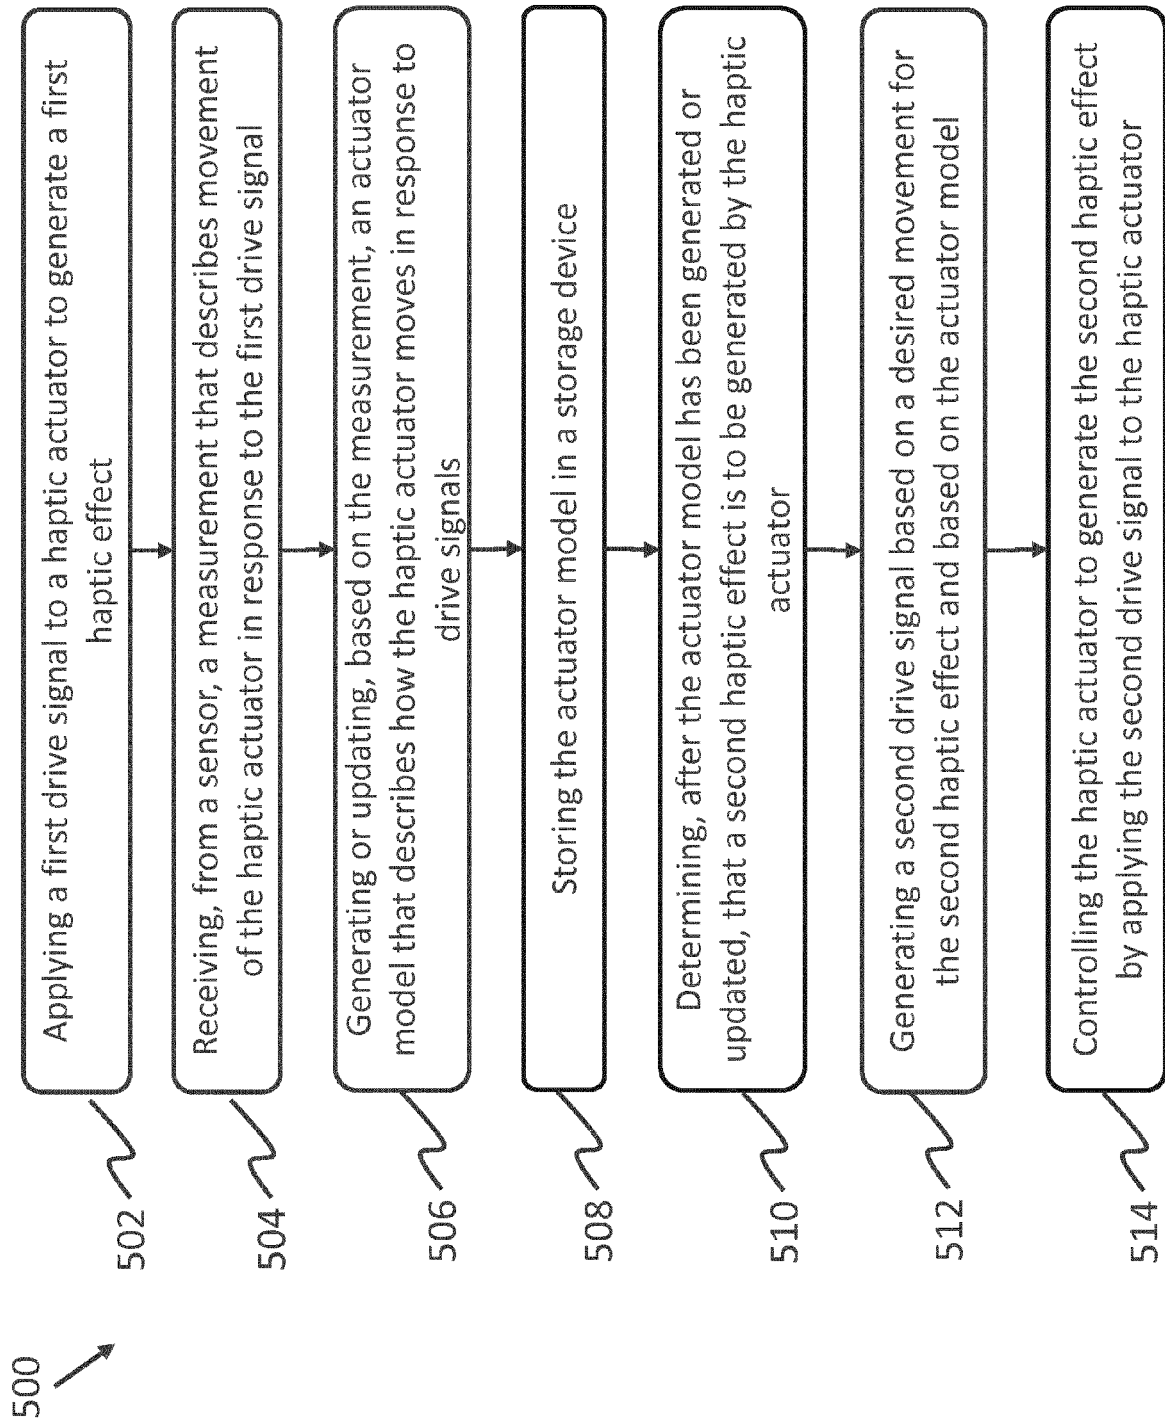 500
502
Applying a first drive signal to a haptic actuator to generate a first
haptic effect
504
Receiving, from a sensor, a measurement that describes movement
of the haptic actuator in response to the first drive signal
506
Generating or updating, based on the measurement, an actuator
model that describes how the haptic actuator moves in response to
drive signals
508
Storing the actuator model in a storage device
510
Determining, after the actuator model has been generated or
updated, that a second haptic effect is to be generated by the haptic
actuator
512
Generating a second drive signal based on a desired movement for
the second haptic effect and based on the actuator model
514
Controlling the haptic actuator to generate the second haptic effect
by applying the second drive signal to the haptic actuator